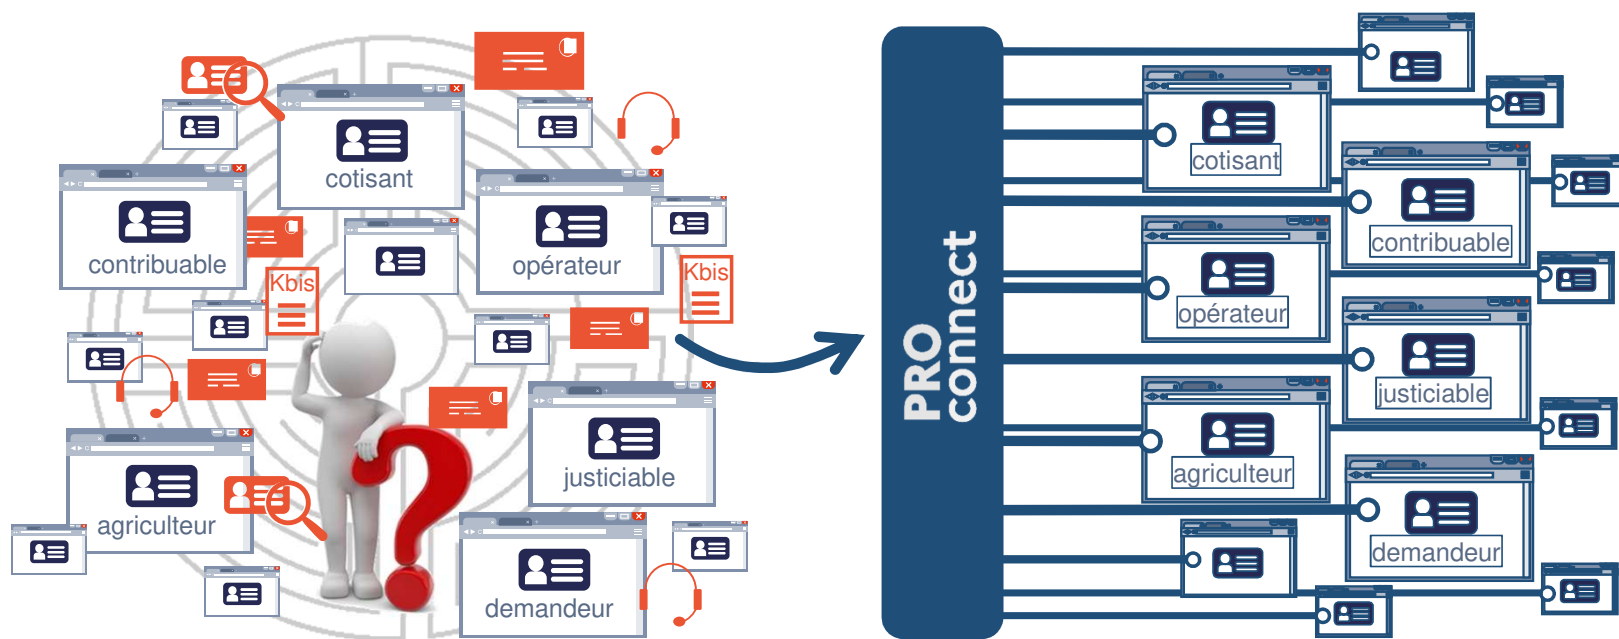 cotisant
contribuable
opérateur
Kbis
Kbis
justiciable
agriculteur
demandeur
PRO
connect
cotisant
contribuable
opérateur
justiciable
agriculteur
demandeur